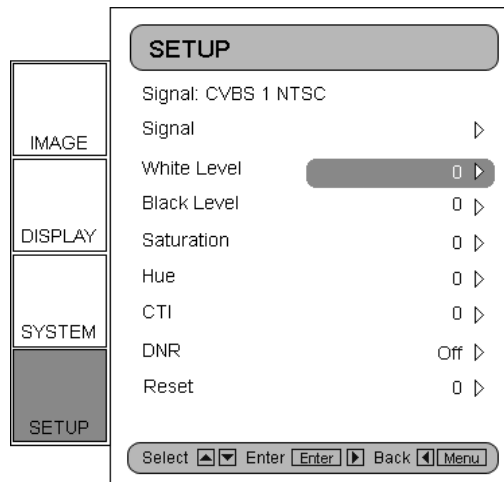 SETUP
Signal: CVBS 1 NTSC
Signal
White Level 0
Black Level 0
Saturation 0
Hue 0
CTI 0
DNR Off
Reset 0
IMAGE
DISPLAY
SYSTEM
SETUP
Select Enter Enter Back Menu